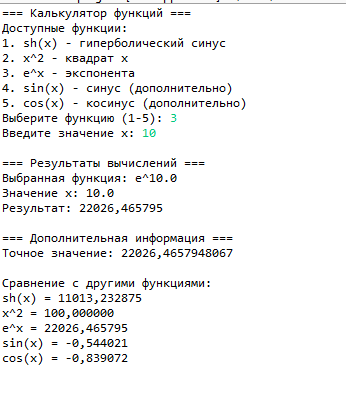 === Калькулятор функций ===
Доступные функции:
1. sh(x) - гиперболический синус
2. x^2 - квадрат x
3. e^x - экспонента
4. sin(x) - синус (дополнительно)
5. cos(x) - косинус (дополнительно)
Выберите функцию (1-5): 3
Введите значение x: 10
=== Результаты вычислений ===
Выбранная функция: e^10.0
Значение x: 10.0
Результат: 22026,465795
=== Дополнительная информация ===
Точное значение: 22026,4657948067
Сравнение с другими функциями:
sh(x) = 11013,232875
x^2 = 100,000000
e^x = 22026,465795
sin(x) = -0,544021
cos(x) = -0,839072